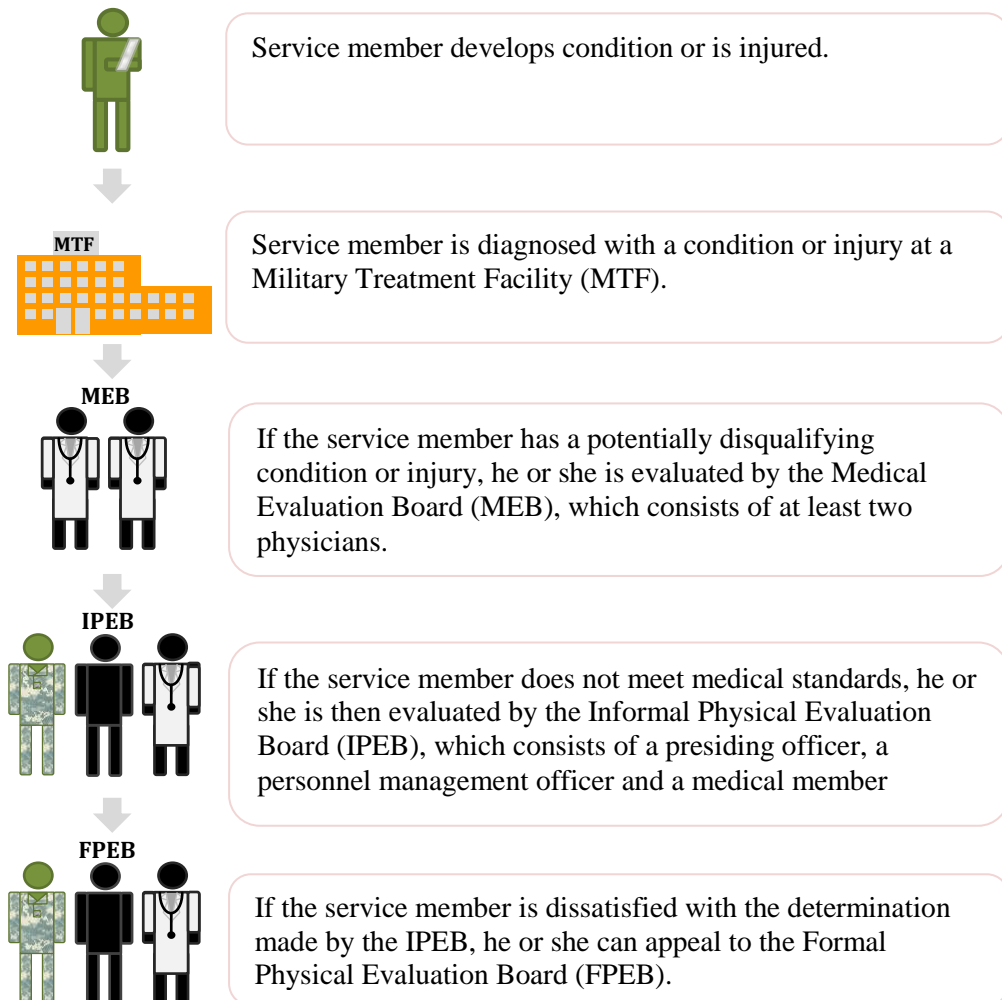 Service member develops condition or is injured.
MTF
Service member is diagnosed with a condition or injury at a
Military Treatment Facility (MTF).
MEB
If the service member has a potentially disqualifying
condition or injury, he or she is evaluated by the Medical
Evaluation Board (MEB), which consists of at least two
physicians.
IPEB
If the service member does not meet medical standards, he or
she is then evaluated by the Informal Physical Evaluation
Board (IPEB), which consists of a presiding officer, a
personnel management officer and a medical member
FPEB
If the service member is dissatisfied with the determination
made by the IPEB, he or she can appeal to the Formal
Physical Evaluation Board (FPEB).